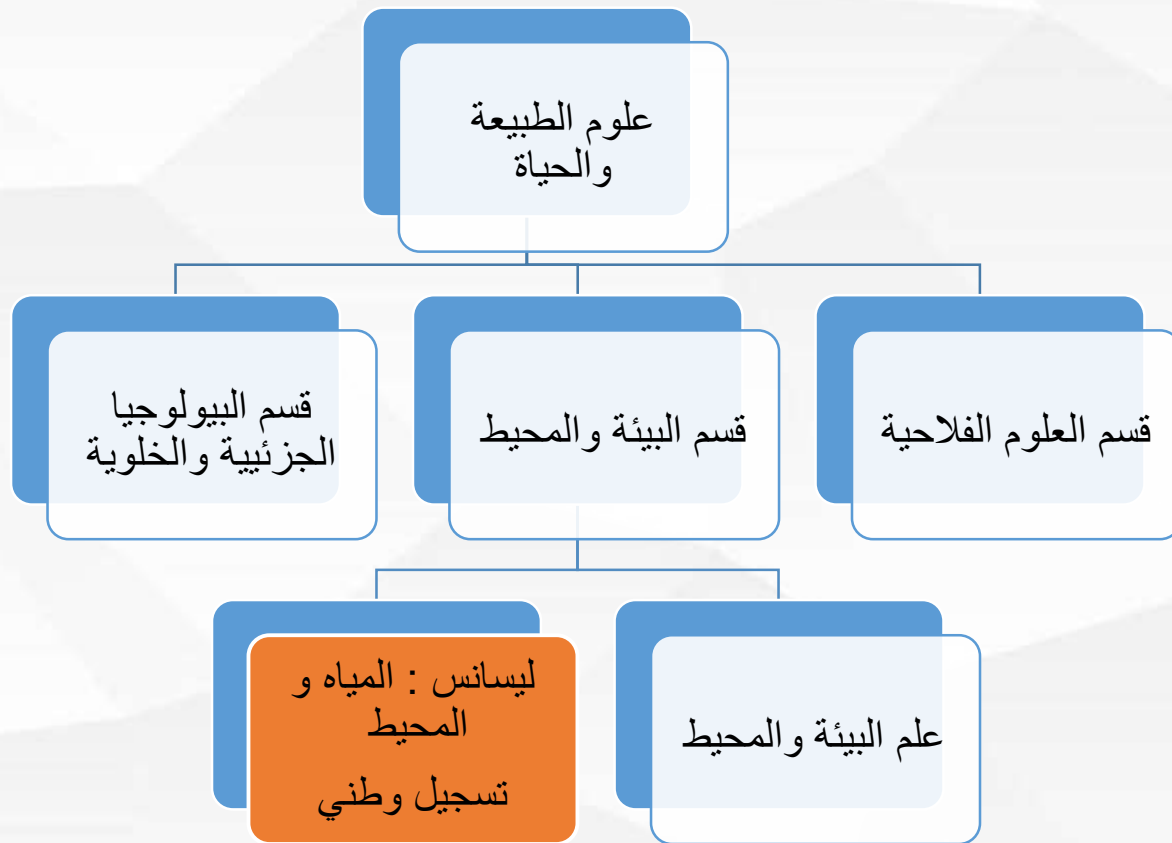 علوم الطبيعة
والحياة
قسم العلوم الفلاحية
قسم البيئة والمحيط
قسم البيولوجيا
الجزئيية والخلوية
علم البيئة والمحيط
ليسانس : المياه و
المحيط
تسجيل وطني